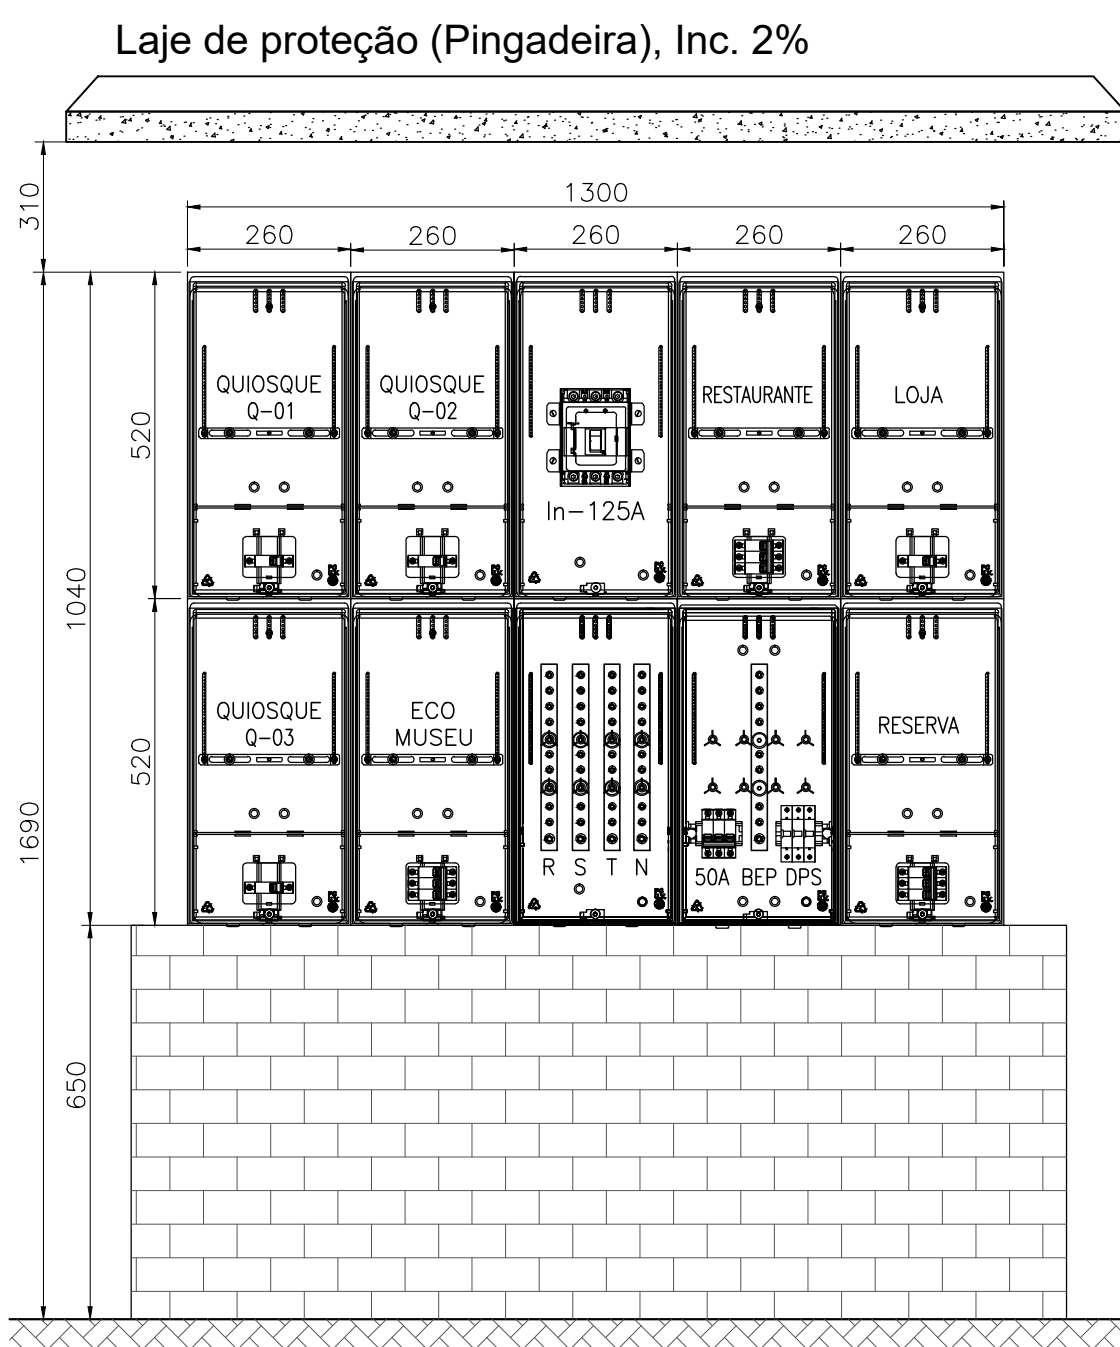 Laje de proteção (Pingadeira), Inc. 2%
310
1300
260
260
260
260
260
520
1040
1690
QUIOSQUE
Q-01
QUIOSQUE
Q-02
In-125A
RESTAURANTE
LOJA
520
QUIOSQUE
Q-03
ECO
MUSEU
R S T N
50A BEP DPS
RESERVA
650